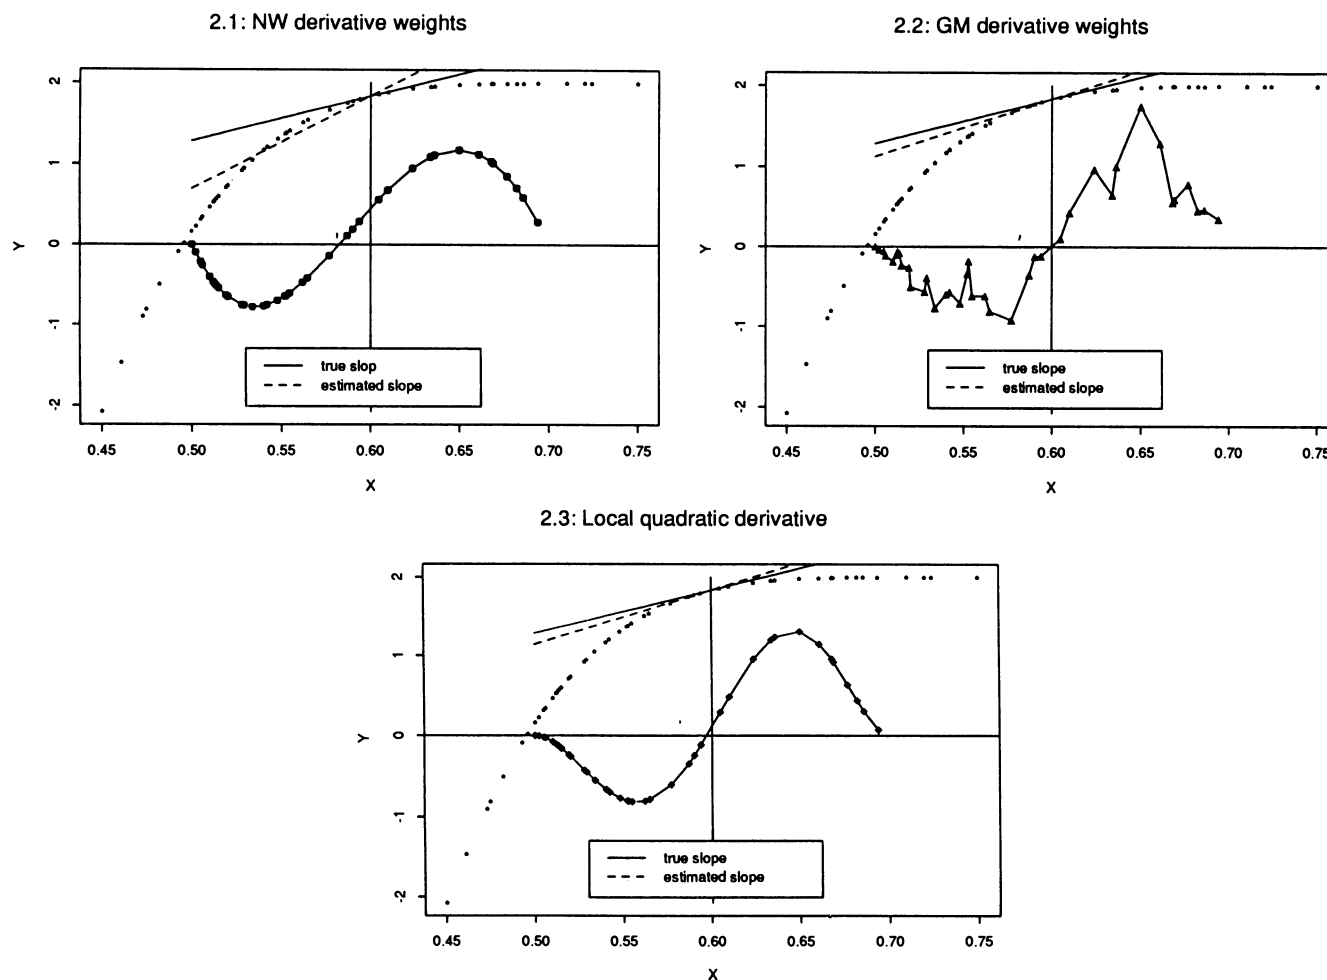 2.1: NW derivative weights
2
1
0
-1
-2
Y
true slop
estimated slope
0.45 0.50 0.55 0.60 0.65 0.70
X
2.2: GM derivative weights
2
1
0
-1
-2
Y
true slope
estimated slope
0.45 0.50 0.55 0.60 0.65 0.70 0.75
X
2.3: Local quadratic derivative
2
1
0
-1
-2
Y
true slope
estimated slope
0.45 0.50 0.55 0.60 0.65 0.70 0.75
X